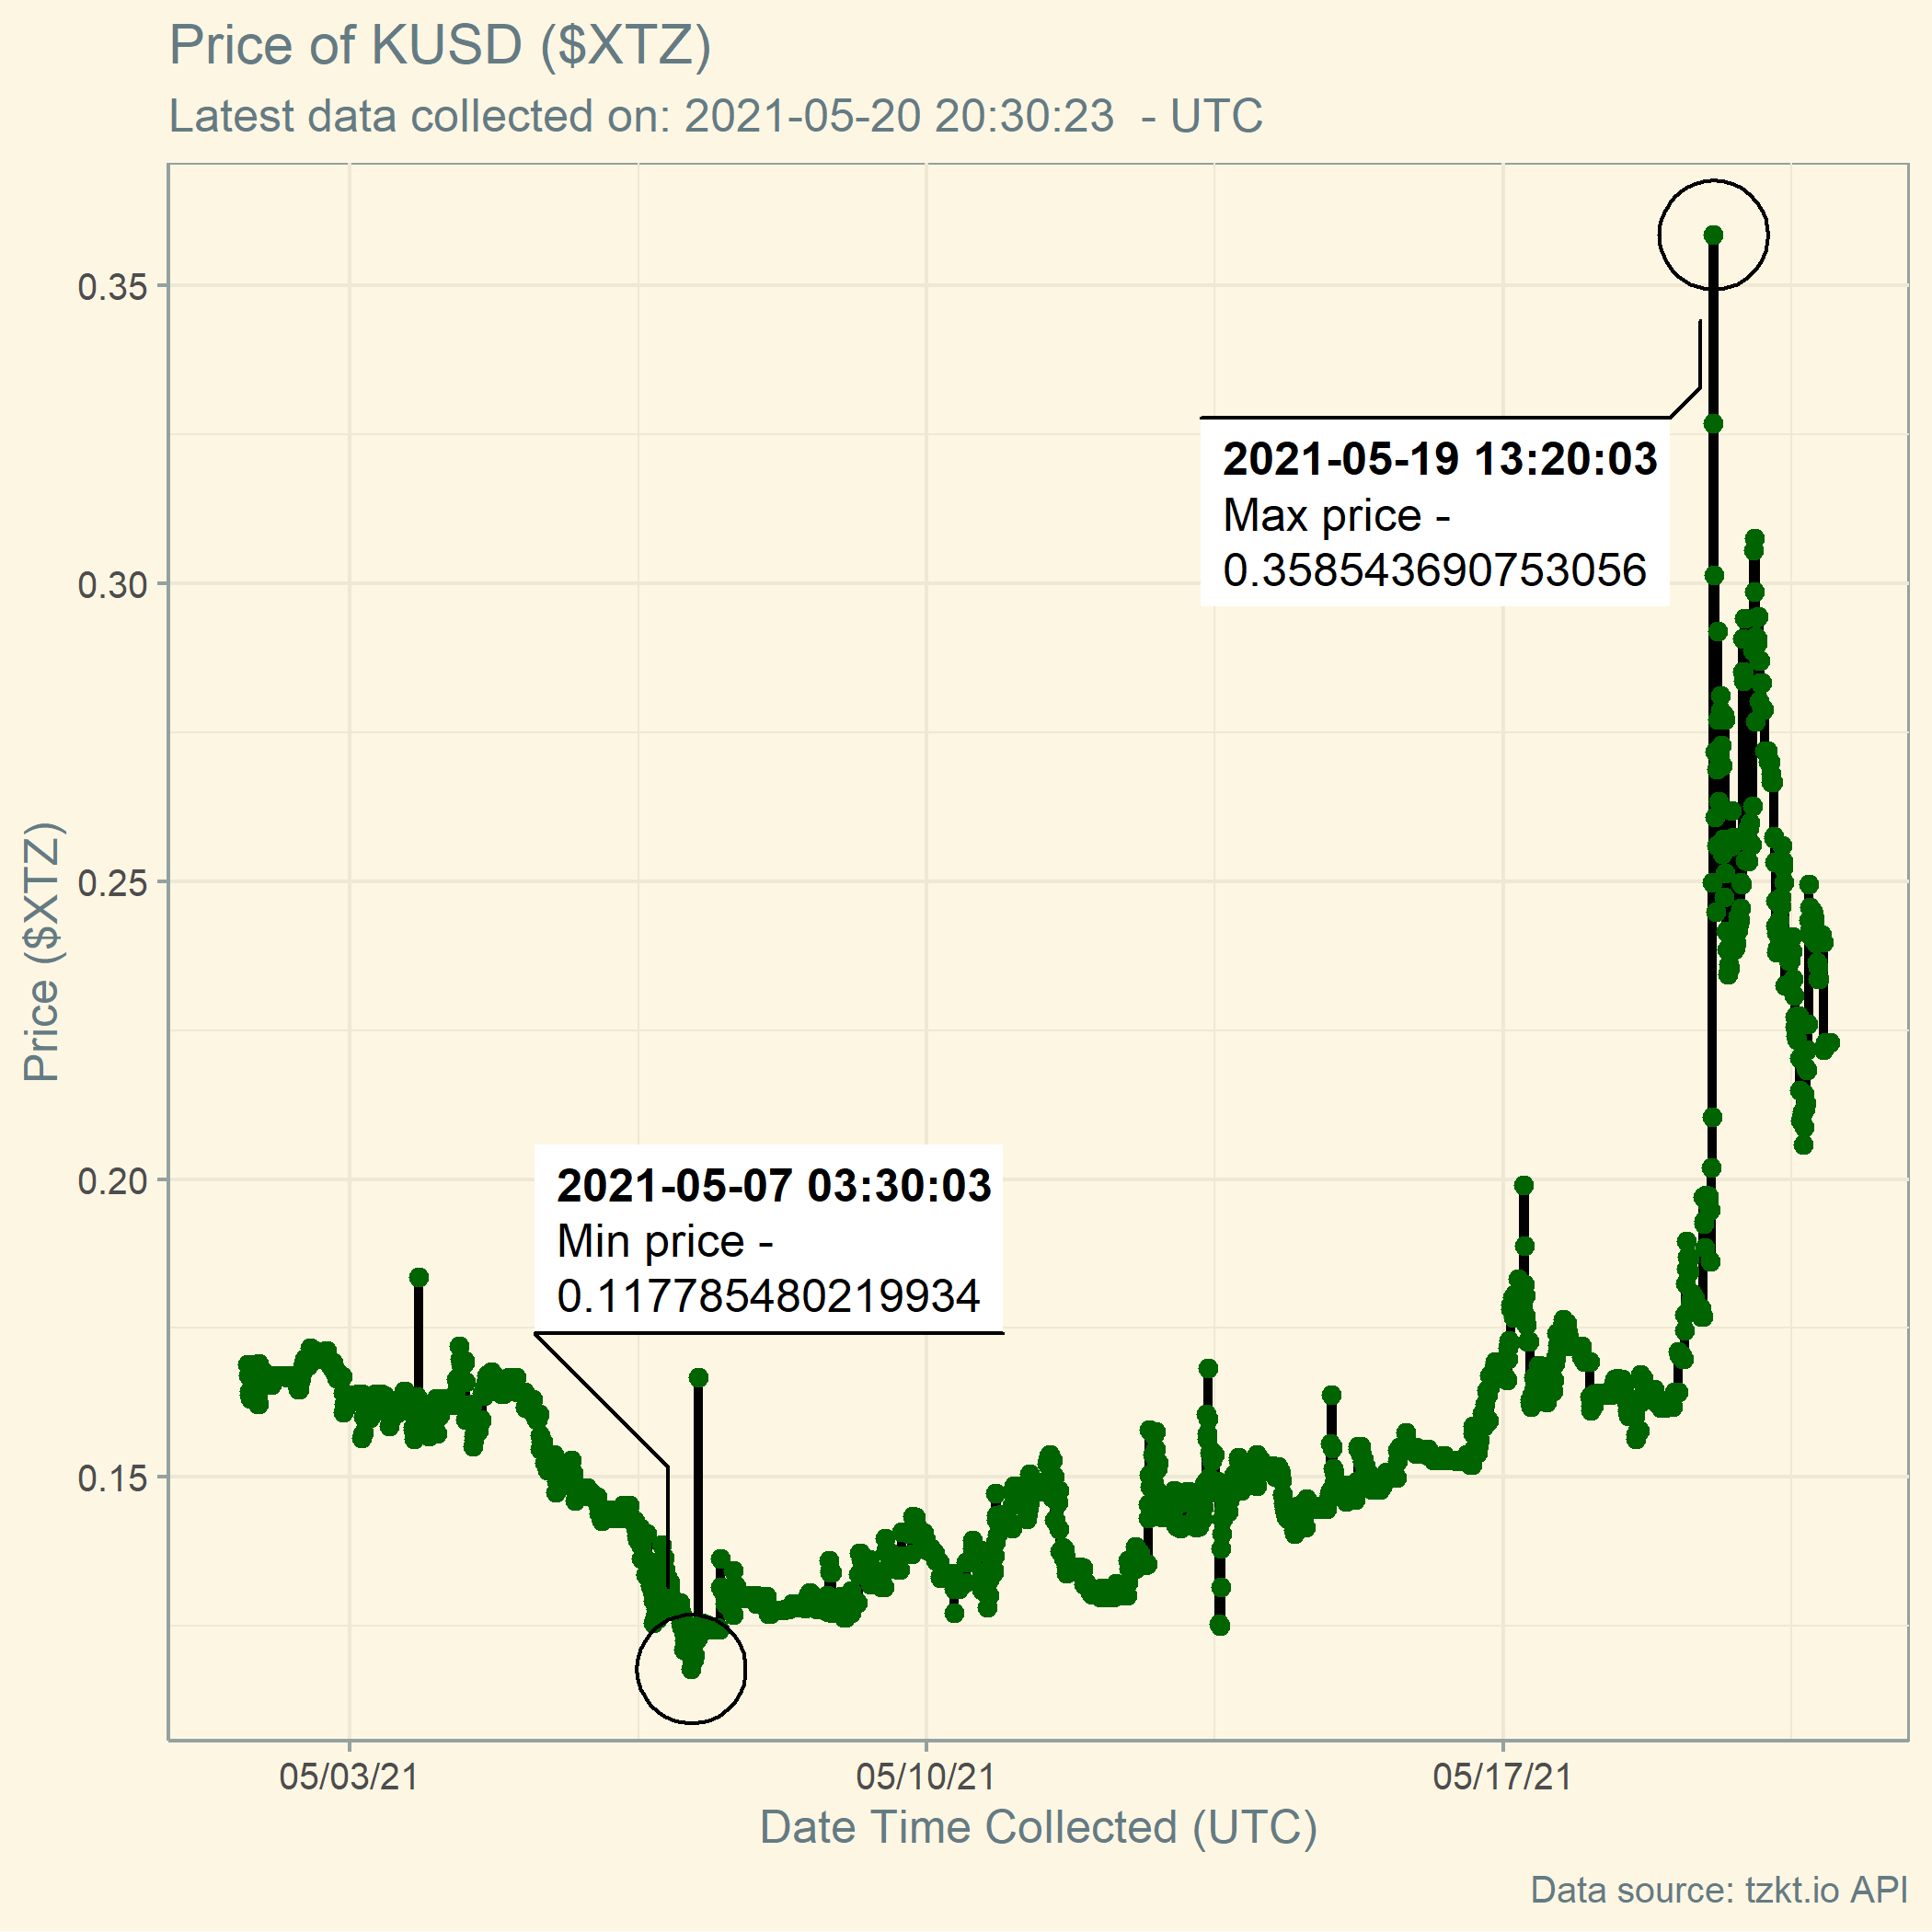 Price of KUSD ($XTZ)
Latest data collected on: 2021-05-20 20:30:23  - UTC
0.35
0.30
0.25
0.20
0.15
Price ($XTZ)
2021-05-19 13:20:03
Max price -
0.358543690753056
2021-05-07 03:30:03
Min price -
0.117785480219934
05/03/21
05/10/21
05/17/21
Date Time Collected (UTC)
Data source: tzkt.io API